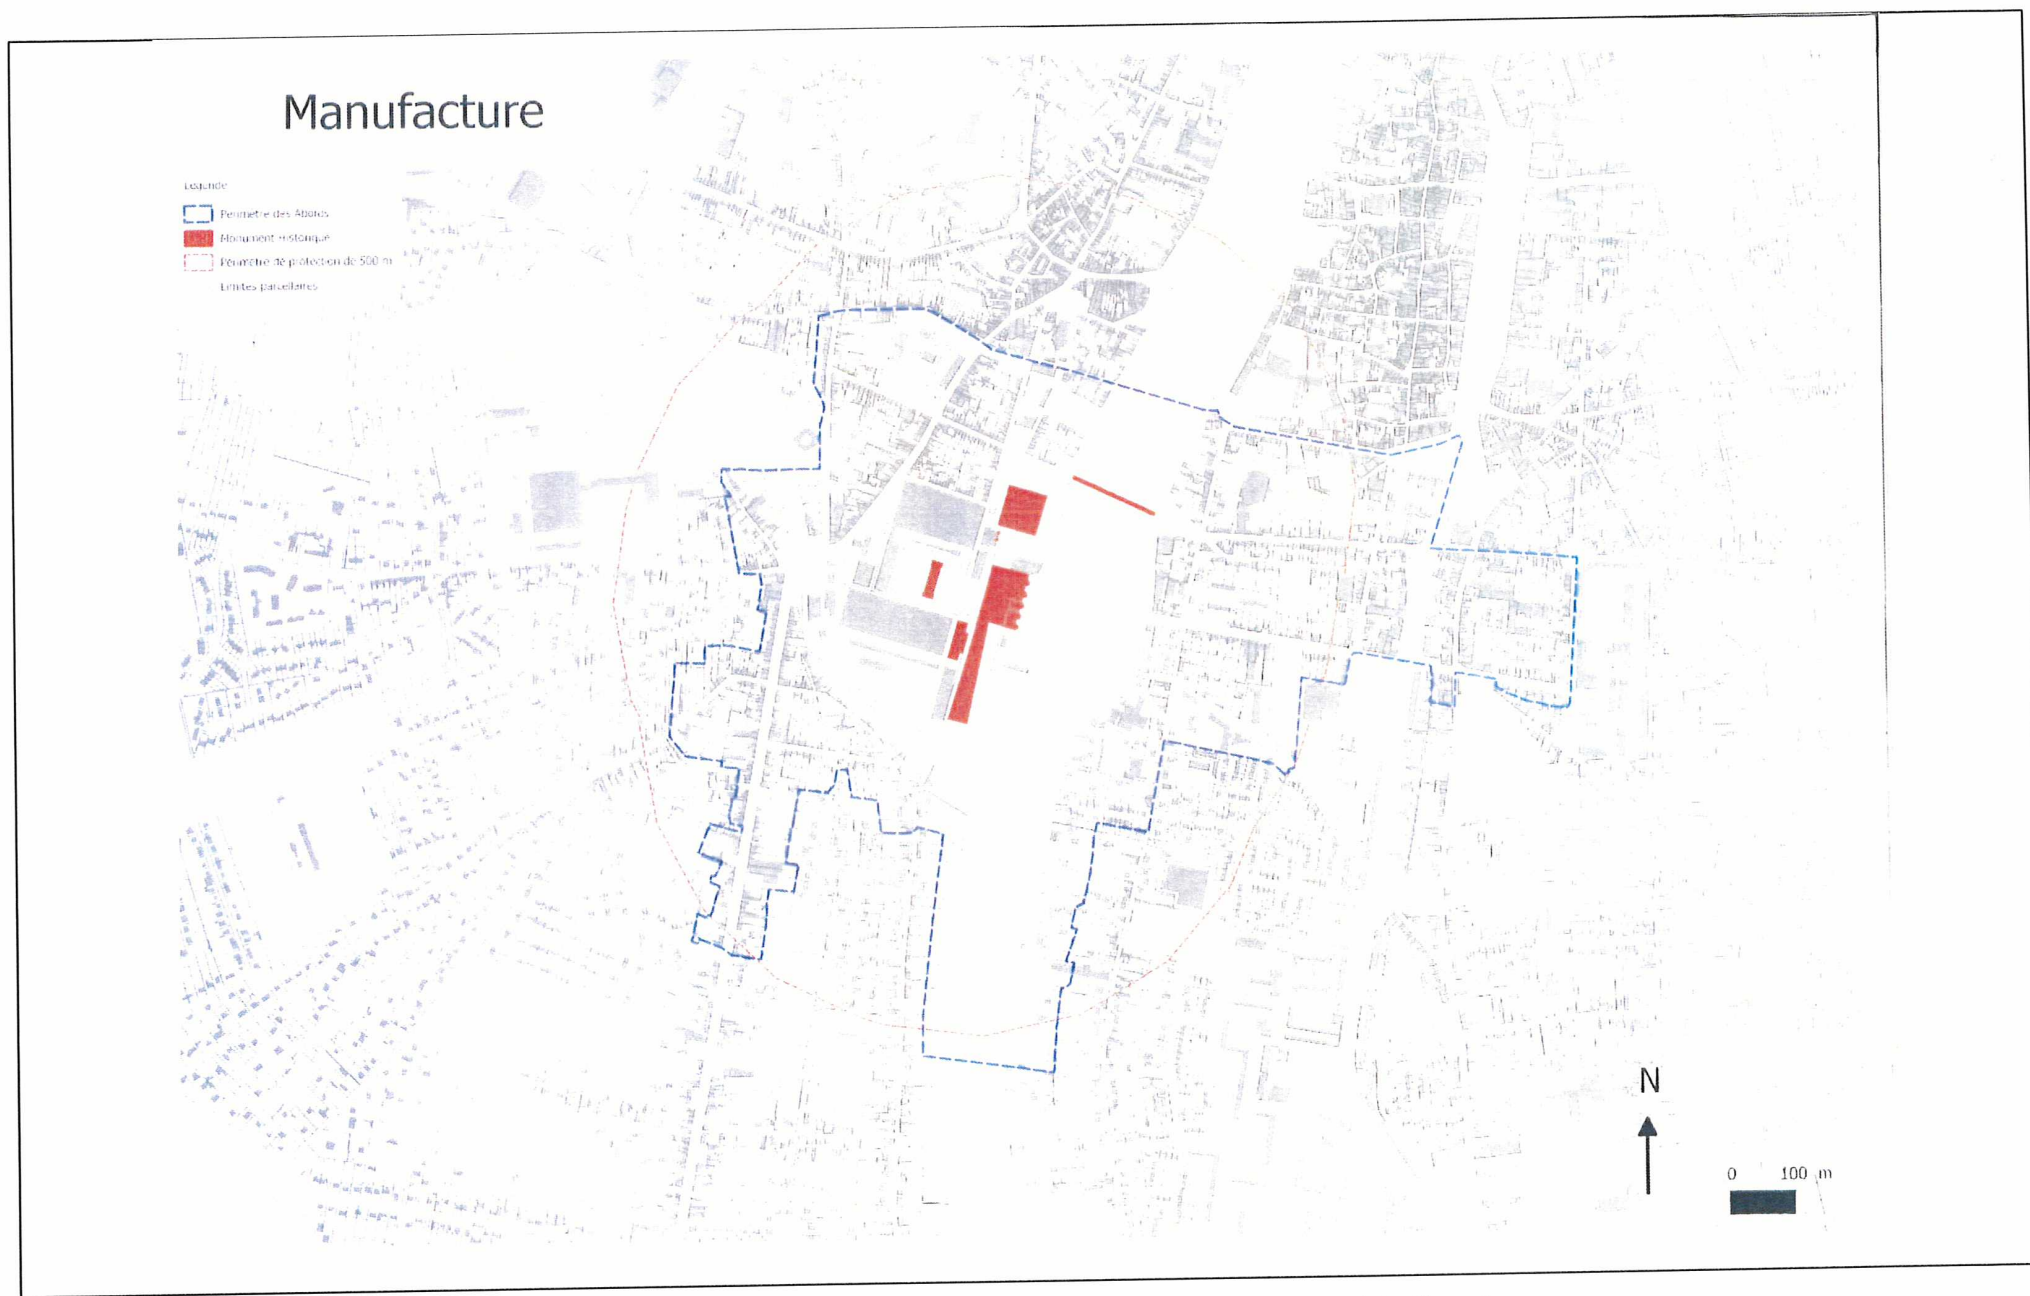 Manufacture
Légende
Périmètre des Abords
Monument Historique
Périmètre de protection de 500 m
Limites parcellaires
N
0 100 m